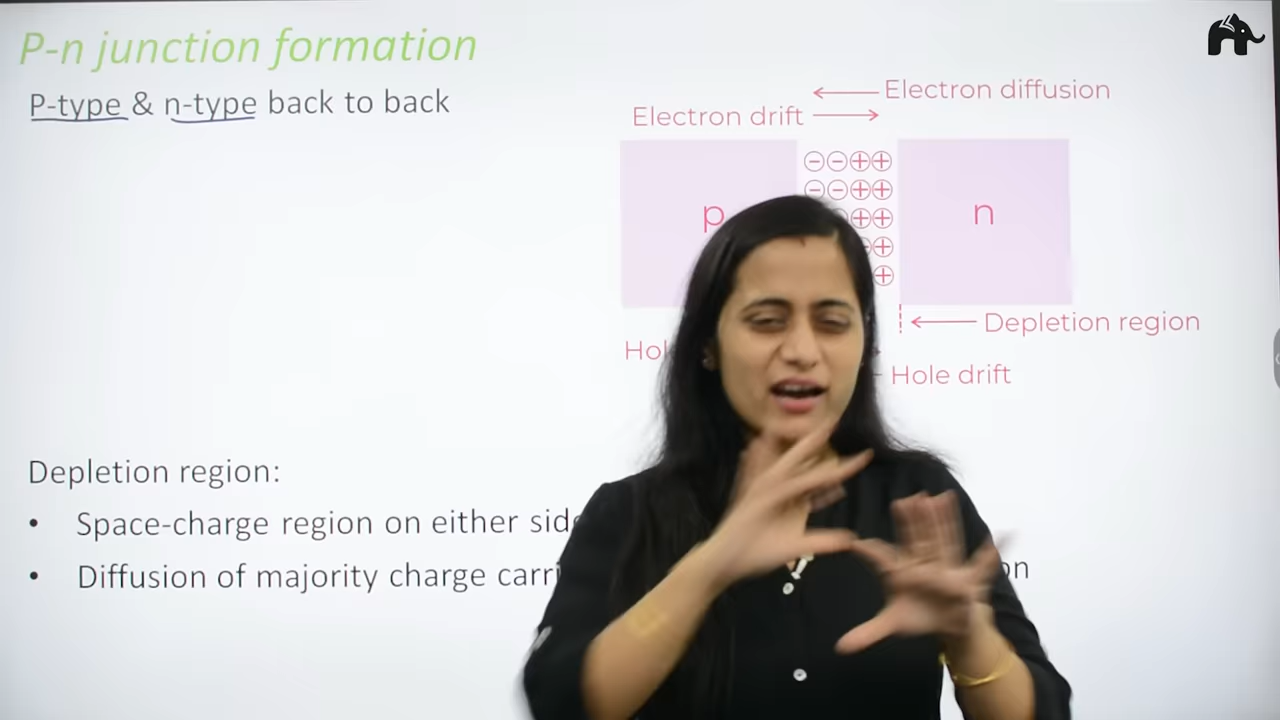 P-n junction formation
P-type & n-type back to back
Electron diffusion
Electron drift
p
n
Depletion region
Hole drift
Depletion region:
• Space-charge region on either
• Diffusion of majority charge